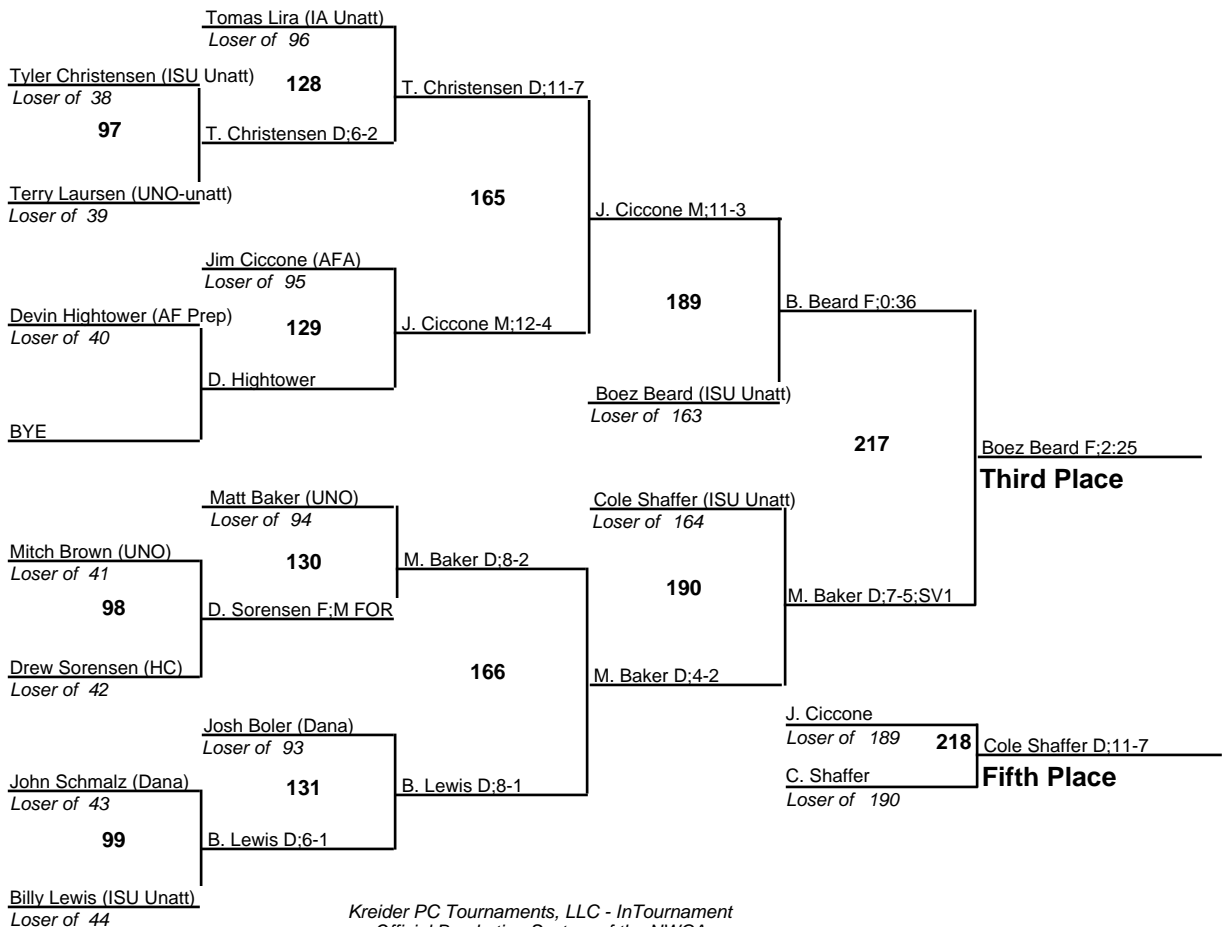 Tomas Lira (IA Unatt)
Loser of 96
Tyler Christensen (ISU Unatt)
Loser of 38
128
T. Christensen D;11-7
97
T. Christensen D;6-2
Terry Laursen (UNO-unatt)
Loser of 39
165
J. Ciccone M;11-3
Jim Ciccone (AFA)
Loser of 95
Devin Hightower (AF Prep)
Loser of 40
129
J. Ciccone M;12-4
189
B. Beard F;0:36
D. Hightower
BYE
Boez Beard (ISU Unatt)
Loser of 163
217
Boez Beard F;2:25
Third Place
Matt Baker (UNO)
Loser of 94
Cole Shaffer (ISU Unatt)
Loser of 164
Mitch Brown (UNO)
Loser of 41
130
M. Baker D;8-2
190
98
D. Sorensen F;M FOR
M. Baker D;7-5;SV1
Drew Sorensen (HC)
Loser of 42
166
M. Baker D;4-2
Josh Boler (Dana)
Loser of 93
J. Ciccone
Loser of 189
218
Cole Shaffer D;11-7
Fifth Place
C. Shaffer
Loser of 190
John Schmalz (Dana)
Loser of 43
131
B. Lewis D;8-1
99
B. Lewis D;6-1
Billy Lewis (ISU Unatt)
Loser of 44
Kreider PC Tournaments, LLC - InTournament